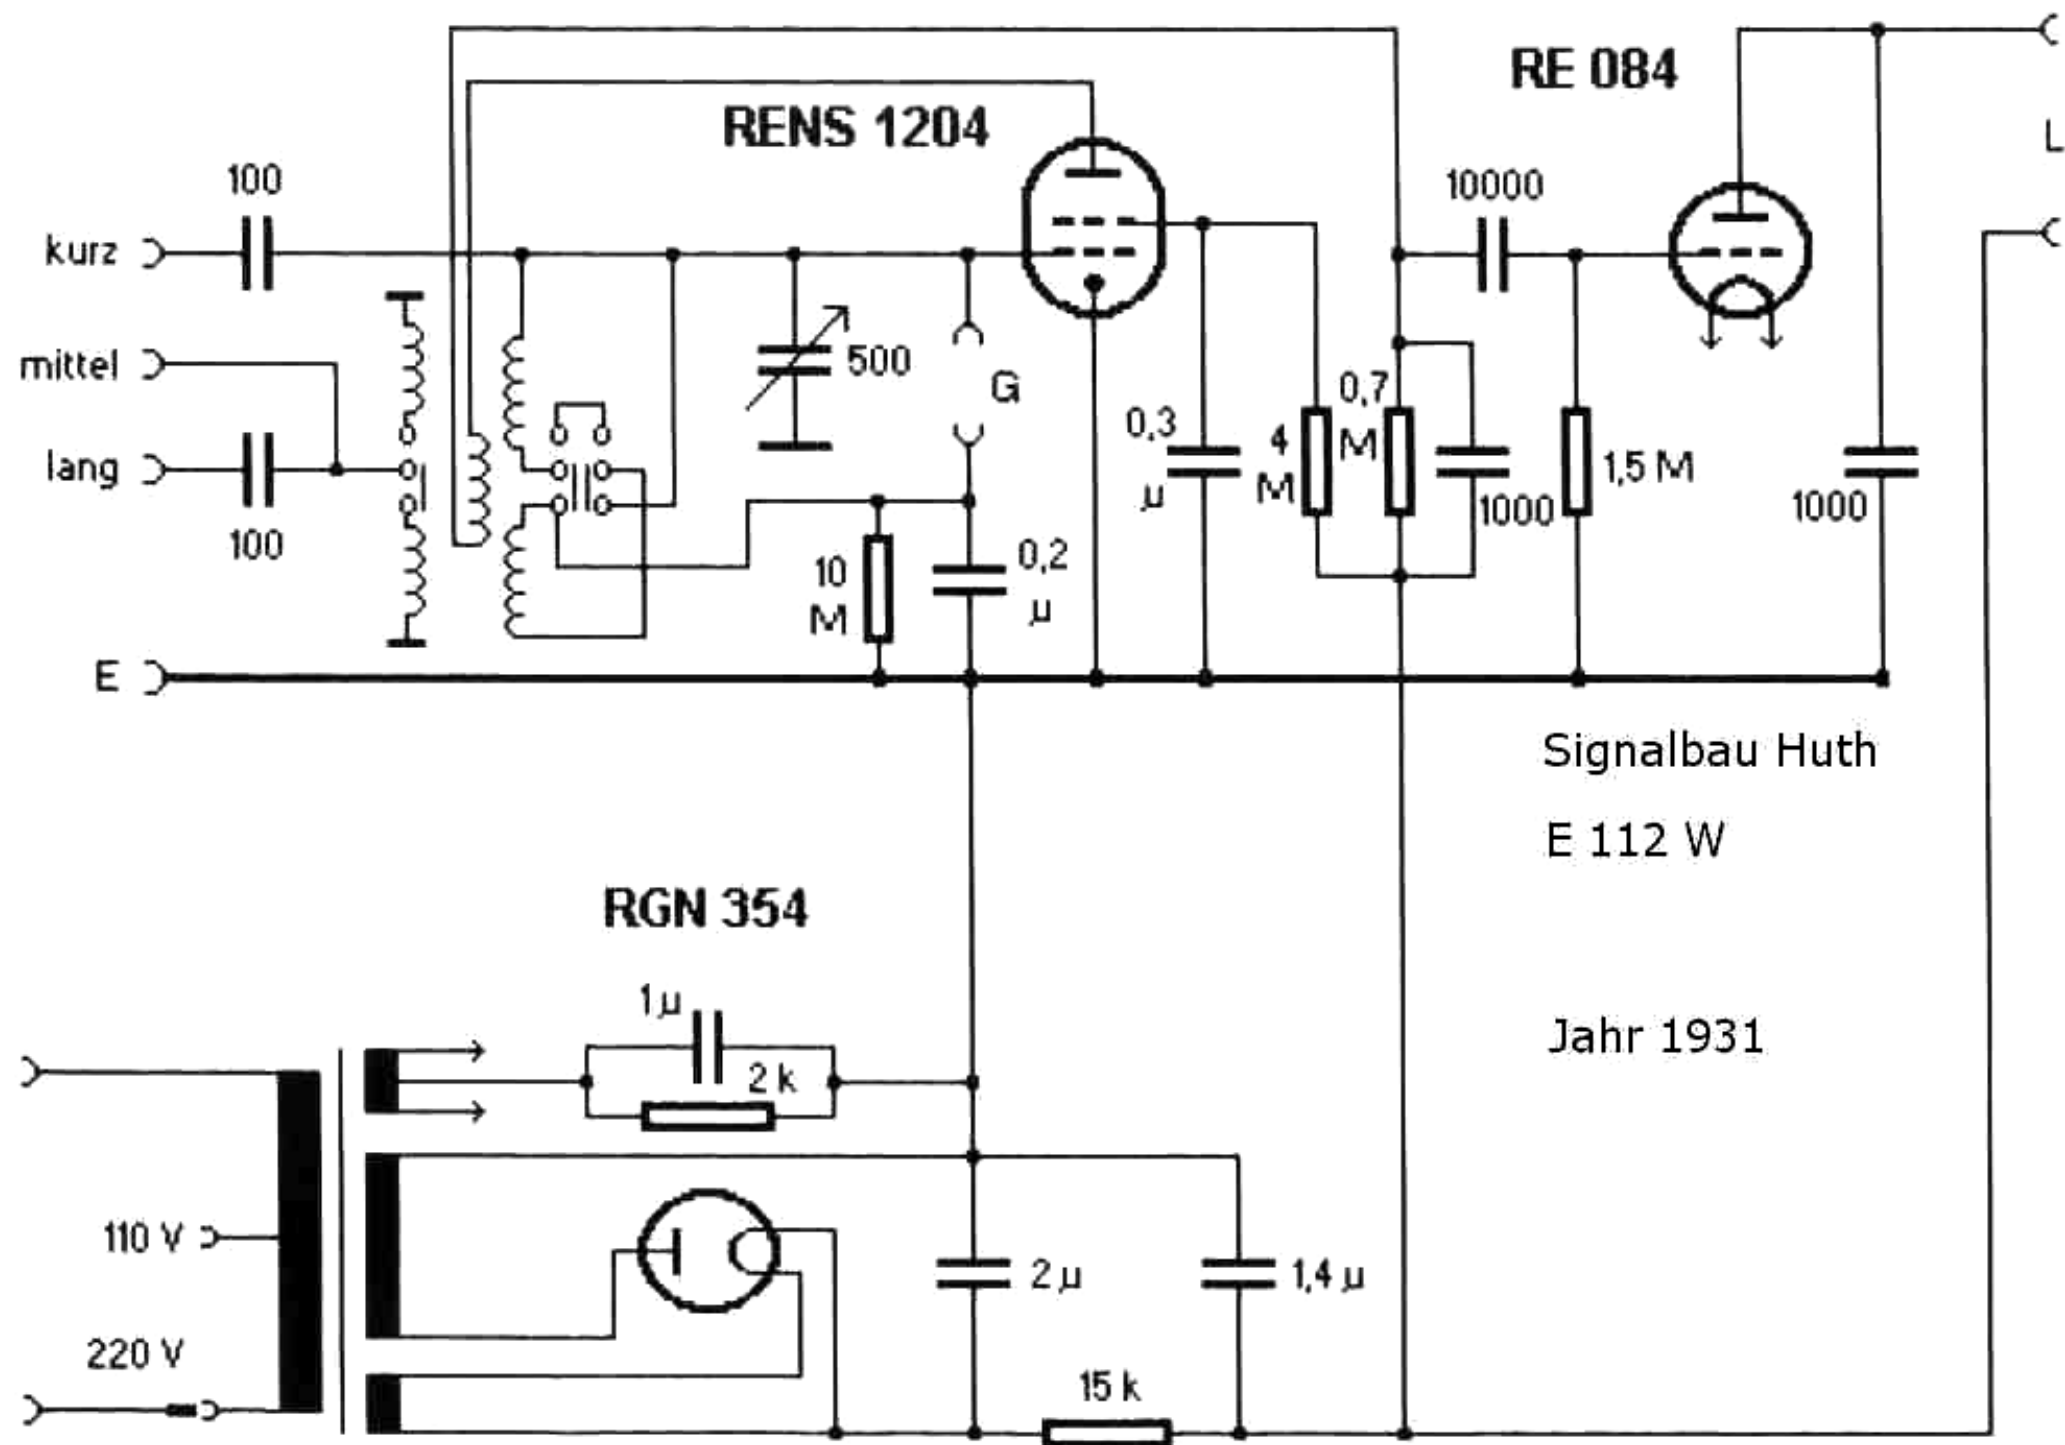 RE 084
RENS 1204
L
100
10000
kurz
mittel
500
G
0,7
M
0,3
µ
4
M
lang
1,5 M
1000
1000
100
10
M
0,2
µ
E
Signalbau Huth
E 112 W
RGN 354
Jahr 1931
1µ
2 k
110 V
2µ
1,4 µ
220 V
15 k